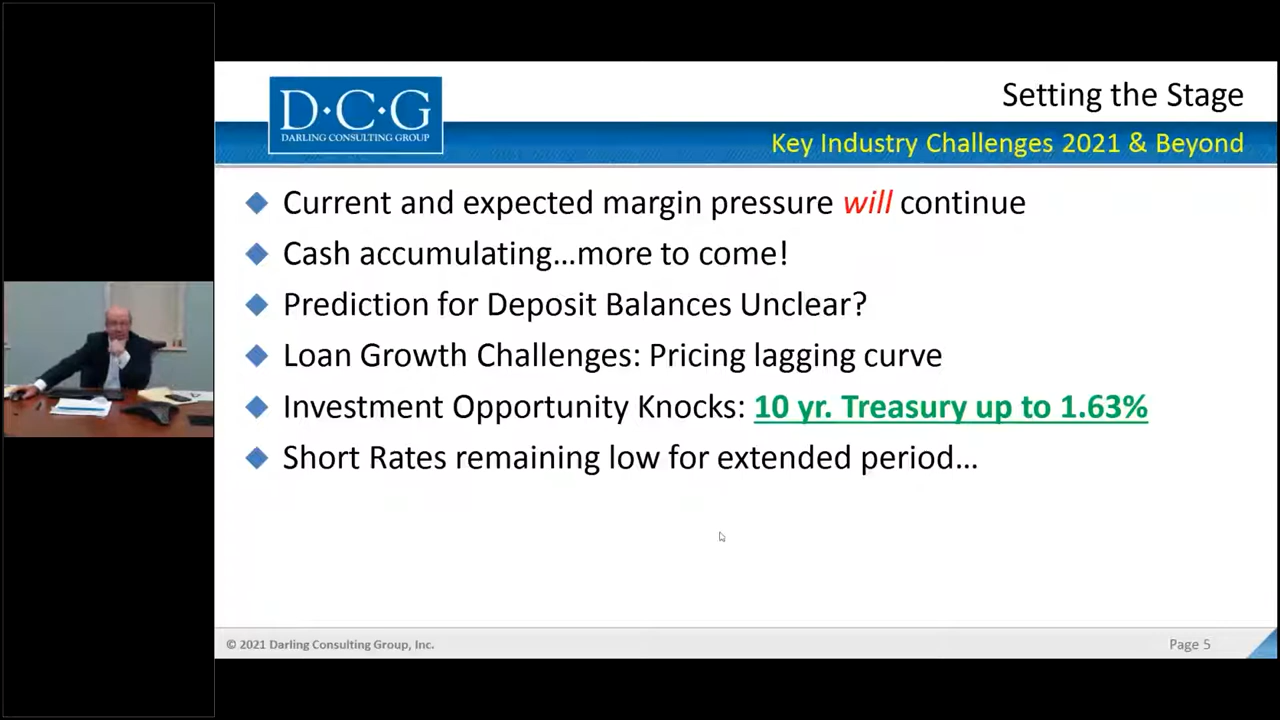 D·C·G
DARLING CONSULTING GROUP
Setting the Stage
Key Industry Challenges 2021 & Beyond
Current and expected margin pressure will continue
Cash accumulating…more to come!
Prediction for Deposit Balances Unclear?
Loan Growth Challenges: Pricing lagging curve
Investment Opportunity Knocks: 10 yr. Treasury up to 1.63%
Short Rates remaining low for extended period…
© 2021 Darling Consulting Group, Inc.
Page 5